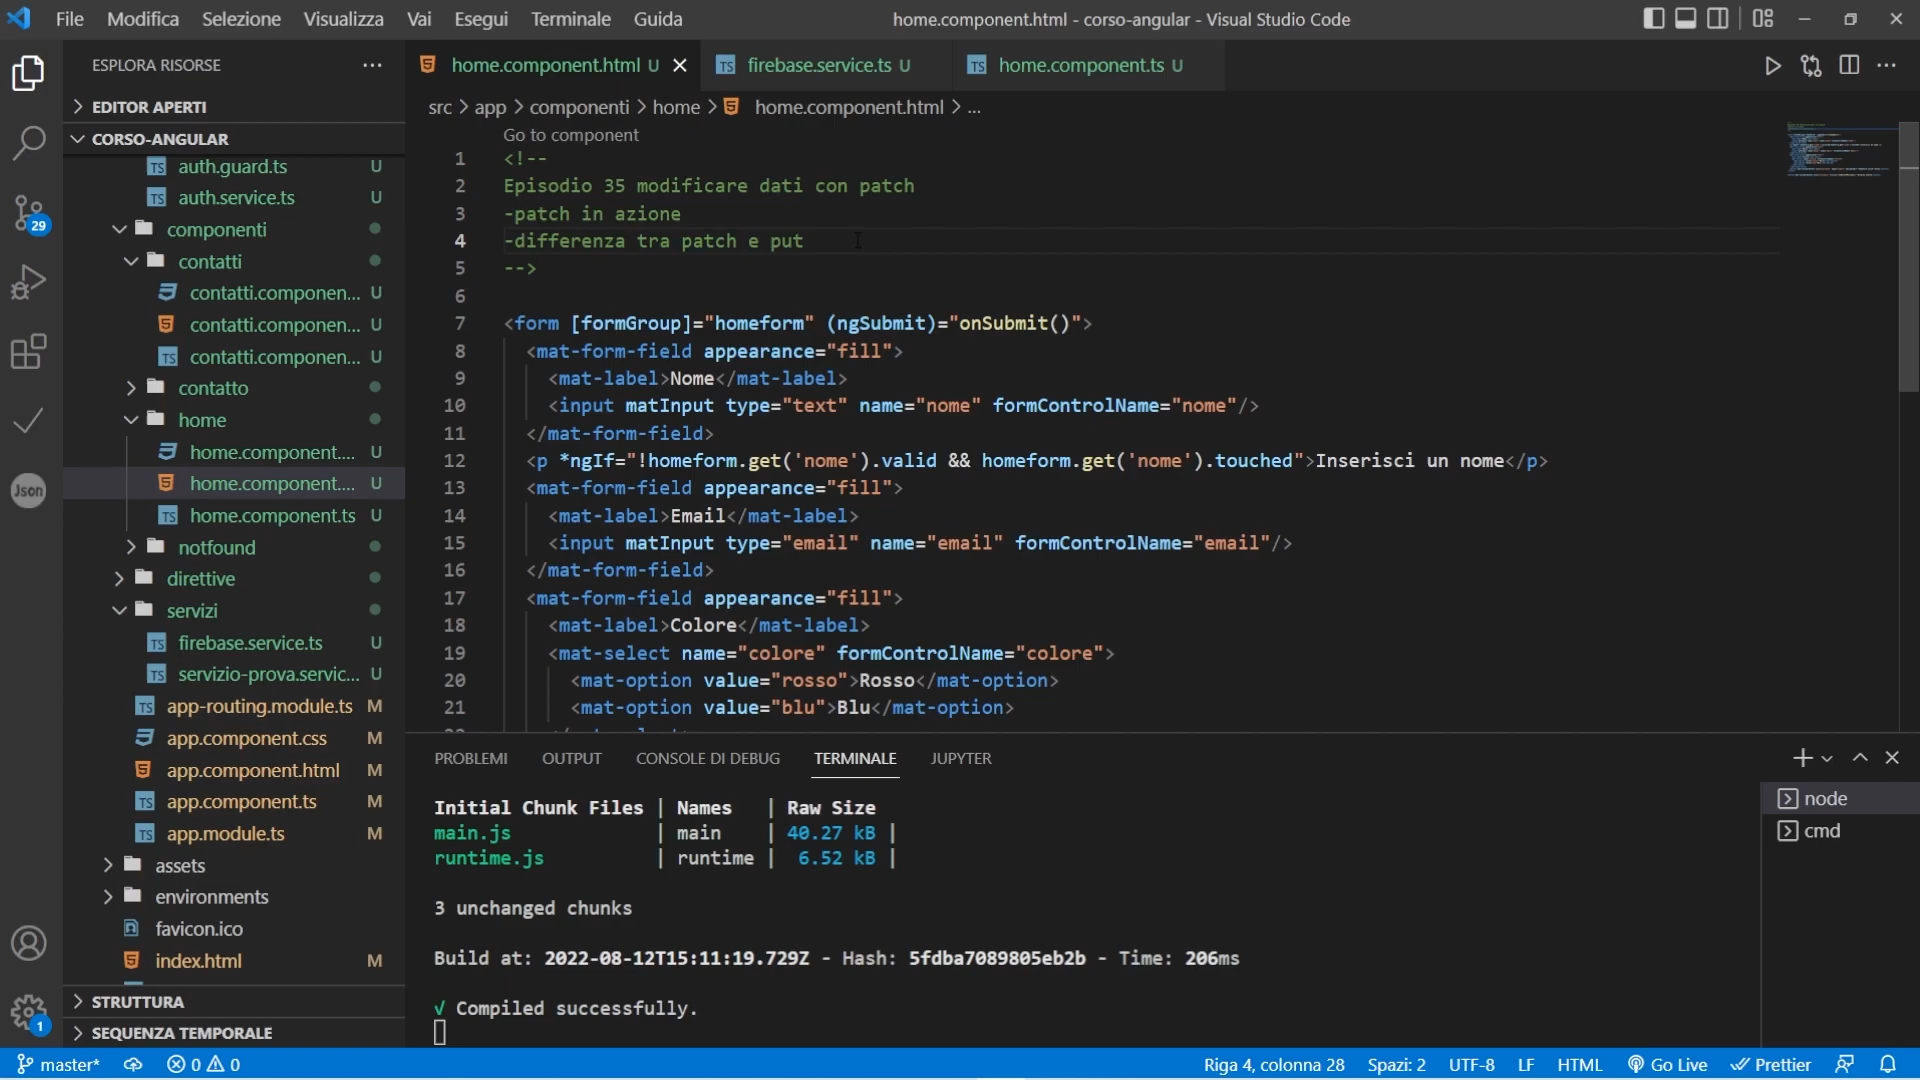 File Modifica Selezione Visualizza Vai Esegui Terminale Guida
home.component.html - corso-angular - Visual Studio Code
ESPLORA RISORSE
EDITOR APERTI
CORSO-ANGULAR
auth.guard.ts U
auth.service.ts U
componenti
contatti
contatti.componen... U
contatti.componen... U
contatti.componen... U
contatto
home
home.component.... U
home.component.... U
home.component.ts U
notfound
direttive
servizi
firebase.service.ts U
servizio-prova.servic... U
app-routing.module.ts M
app.component.css M
app.component.html M
app.component.ts M
app.module.ts M
assets
environments
favicon.ico
index.html M
STRUTTURA
SEQUENZA TEMPORALE
29
Json
1
home.component.html U
firebase.service.ts U
home.component.ts U
src > app > componenti > home > home.component.html > ...
Go to component
1 <!--
2 Episodio 35 modificare dati con patch
3 -patch in azione
4 -differenza tra patch e put
5 -->
6
7 <form [formGroup]="homeform" (ngSubmit)="onSubmit()">
8 <mat-form-field appearance="fill">
9 <mat-label>Nome</mat-label>
10 <input matInput type="text" name="nome" formControlName="nome"/>
11 </mat-form-field>
12 <p *ngIf="!homeform.get('nome').valid && homeform.get('nome').touched">Inserisci un nome</p>
13 <mat-form-field appearance="fill">
14 <mat-label>Email</mat-label>
15 <input matInput type="email" name="email" formControlName="email"/>
16 </mat-form-field>
17 <mat-form-field appearance="fill">
18 <mat-label>Colore</mat-label>
19 <mat-select name="colore" formControlName="colore">
20 <mat-option value="rosso">Rosso</mat-option>
21 <mat-option value="blu">Blu</mat-option>
PROBLEMI OUTPUT CONSOLE DI DEBUG TERMINALE JUPYTER
Initial Chunk Files | Names | Raw Size
main.js | main | 40.27 kB |
runtime.js | runtime | 6.52 kB |
3 unchanged chunks
Build at: 2022-08-12T15:11:19.729Z - Hash: 5fdba7089805eb2b - Time: 206ms
√ Compiled successfully.
node
cmd
master* 0 0
Riga 4, colonna 28 Spazi: 2 UTF-8 LF HTML Go Live Prettier